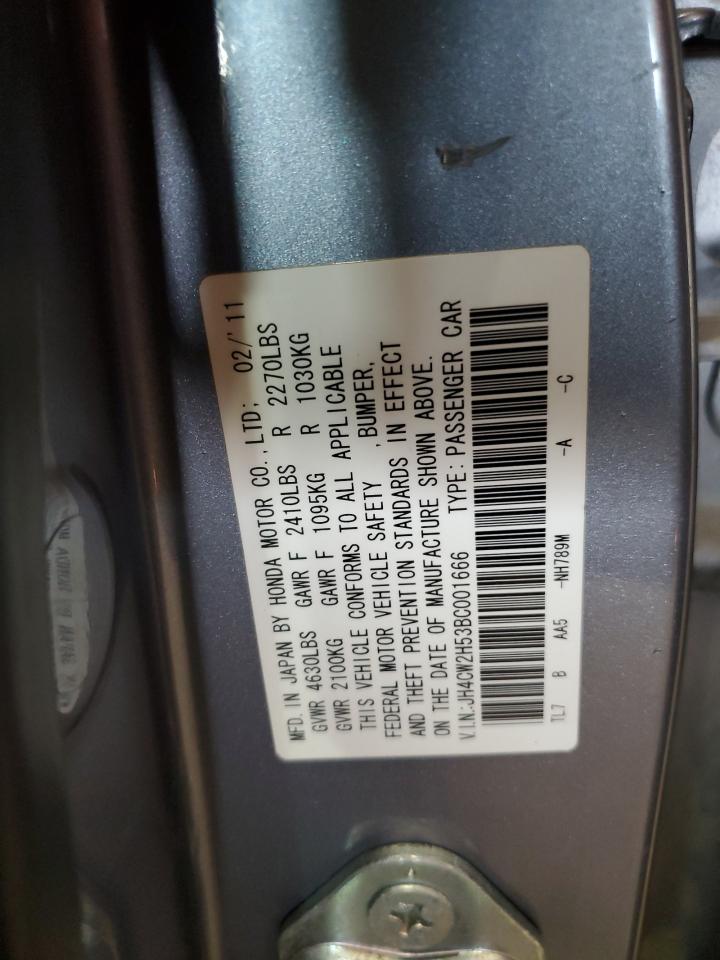 MFD. IN JAPAN BY HONDA MOTOR CO., LTD; 02/'11
GVWR 4630LBS GAWR F 2410LBS R 2270LBS
GVWR 2100KG GAWR F 1095KG R 1030KG
THIS VEHICLE CONFORMS TO ALL APPLICABLE
FEDERAL MOTOR VEHICLE SAFETY , BUMPER,
AND THEFT PREVENTION STANDARDS IN EFFECT
ON THE DATE OF MANUFACTURE SHOWN ABOVE.
V.I.N.:JH4CW2H53BC001666 TYPE: PASSENGER CAR
TL7 B AA5 -NH789M -A -C